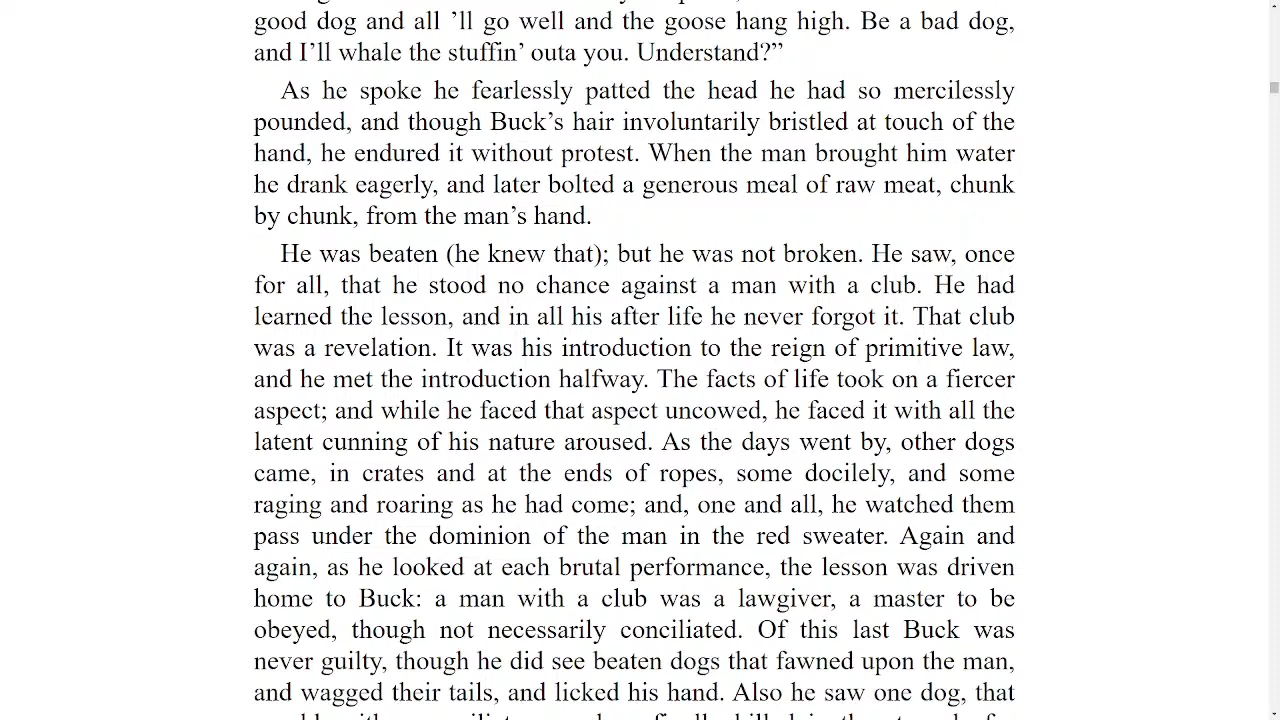 good dog and all ’ll go well and the goose hang high. Be a bad dog,
and I’ll whale the stuffin’ outa you. Understand?”
As he spoke he fearlessly patted the head he had so mercilessly
pounded, and though Buck’s hair involuntarily bristled at touch of the
hand, he endured it without protest. When the man brought him water
he drank eagerly, and later bolted a generous meal of raw meat, chunk
by chunk, from the man’s hand.
He was beaten (he knew that); but he was not broken. He saw, once
for all, that he stood no chance against a man with a club. He had
learned the lesson, and in all his after life he never forgot it. That club
was a revelation. It was his introduction to the reign of primitive law,
and he met the introduction halfway. The facts of life took on a fiercer
aspect; and while he faced that aspect uncowed, he faced it with all the
latent cunning of his nature aroused. As the days went by, other dogs
came, in crates and at the ends of ropes, some docilely, and some
raging and roaring as he had come; and, one and all, he watched them
pass under the dominion of the man in the red sweater. Again and
again, as he looked at each brutal performance, the lesson was driven
home to Buck: a man with a club was a lawgiver, a master to be
obeyed, though not necessarily conciliated. Of this last Buck was
never guilty, though he did see beaten dogs that fawned upon the man,
and wagged their tails, and licked his hand. Also he saw one dog, that